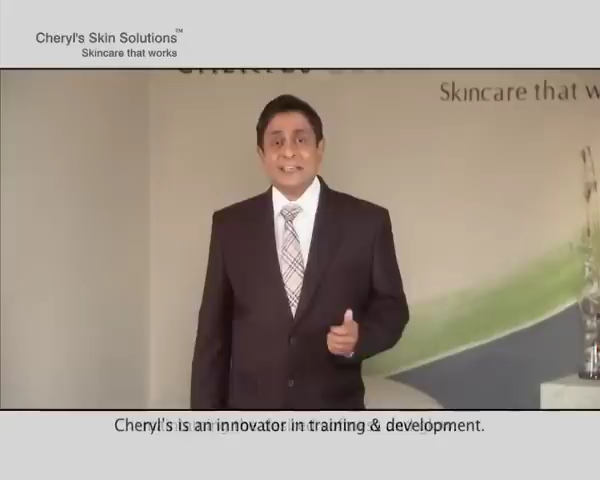 Cheryl's Skin Solutions™
Skincare that works
Skincare that w
Cheryl's is an innovator in training & development.